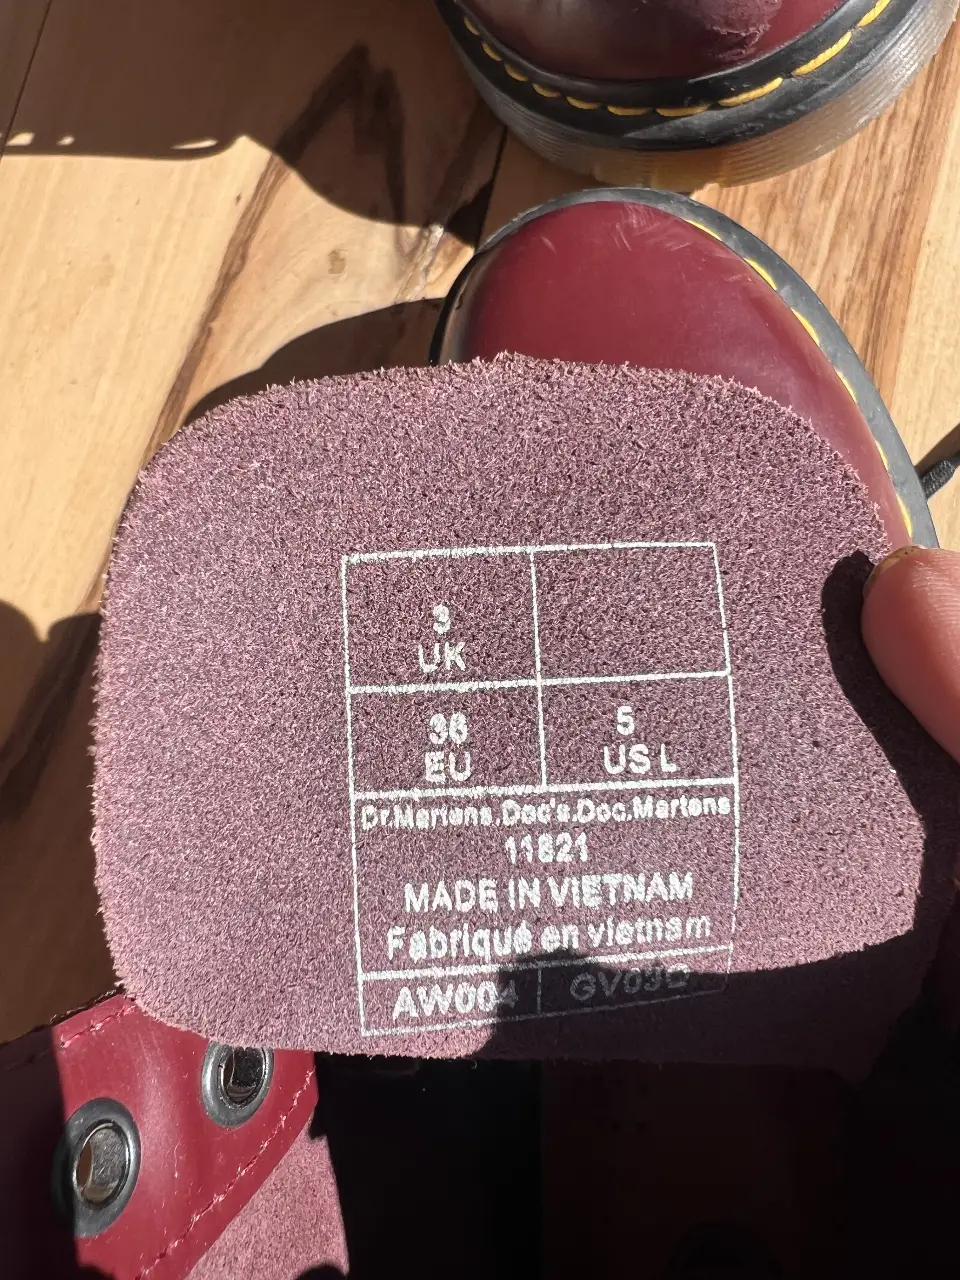 3
UK
36
EU
5
US L
Dr.Martens.Doc's.Doc.Martens
11821
MADE IN VIETNAM
Fabriqué en vietnam
AW004